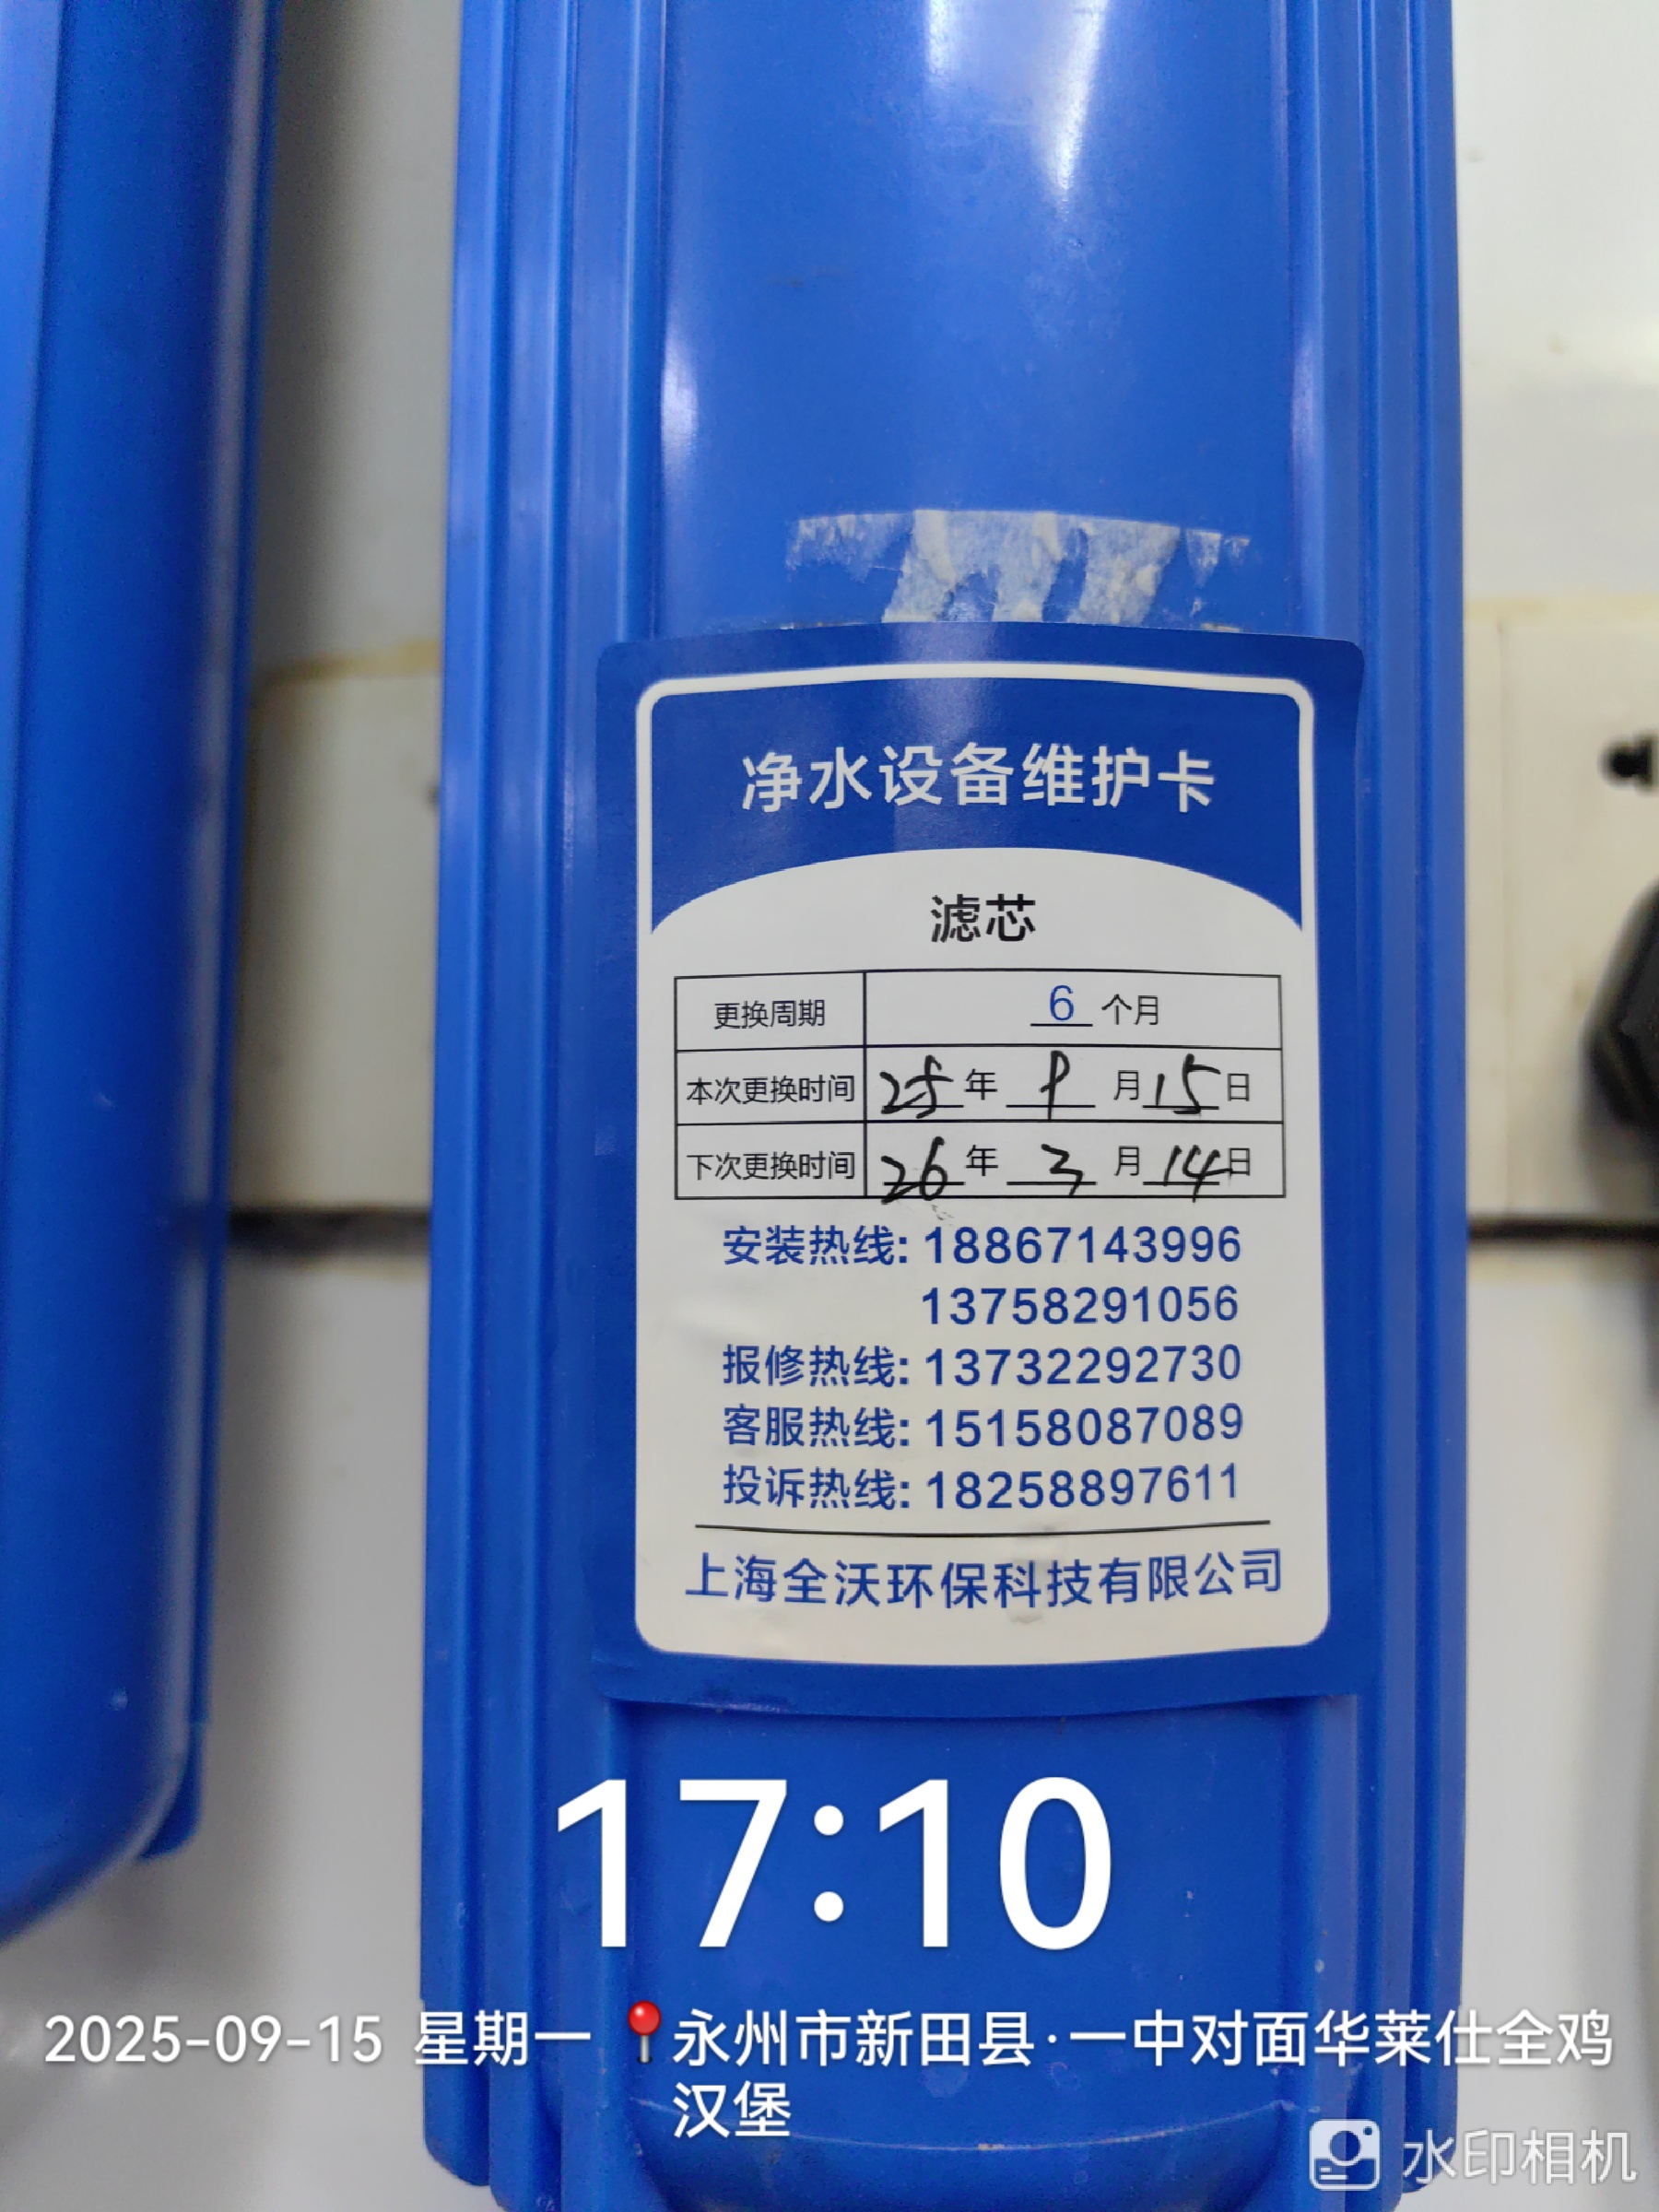 净水设备维护卡
滤芯
更换周期 6 个月
本次更换时间 25 年 9 月 15 日
下次更换时间 26 年 3 月 14 日
安装热线: 18867143996
13758291056
报修热线: 13732292730
客服热线: 15158087089
投诉热线: 18258897611
上海全沃环保科技有限公司
17:10
2025-09-15 星期一 📍永州市新田县·一中对面华莱仕全鸡
汉堡
水印相机